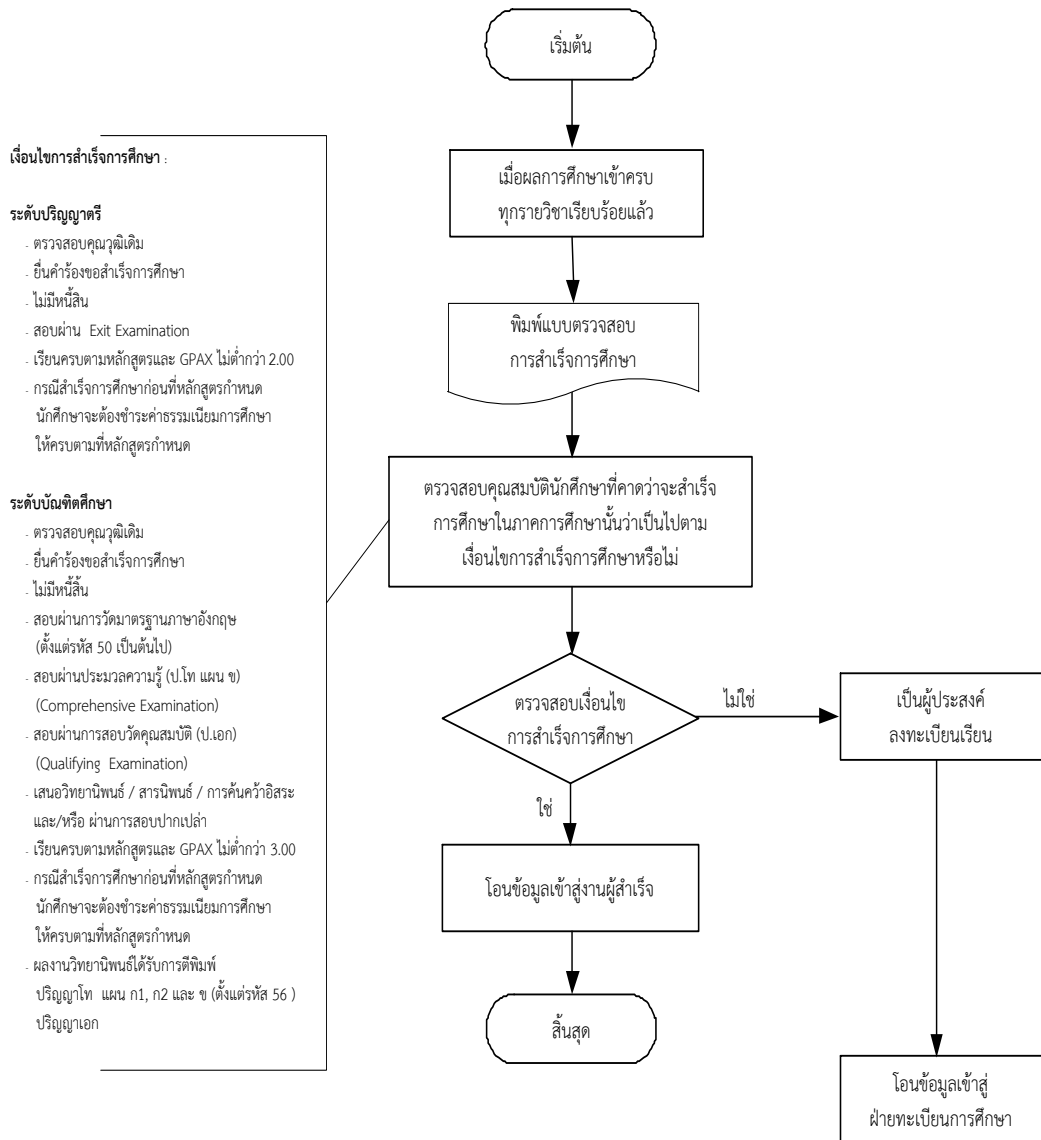 เริ่มต้น
เมื่อผลการศึกษาเข้าครบ
ทุกรายวิชาเรียบร้อยแล้ว
พิมพ์แบบตรวจสอบ
การสำเร็จการศึกษา
ตรวจสอบคุณสมบัตินักศึกษาที่คาดว่าจะสำเร็จ
การศึกษาในภาคการศึกษานั้นว่าเป็นไปตาม
เงื่อนไขการสำเร็จการศึกษาหรือไม่
เงื่อนไขการสำเร็จการศึกษา :
ระดับปริญญาตรี
- ตรวจสอบคุณวุฒิเดิม
- ยื่นคำร้องขอสำเร็จการศึกษา
- ไม่มีหนี้สิน
- สอบผ่าน Exit Examination
- เรียนครบตามหลักสูตรและ GPAX ไม่ต่ำกว่า 2.00
- กรณีสำเร็จการศึกษาก่อนที่หลักสูตรกำหนด
นักศึกษาจะต้องชำระค่าธรรมเนียมการศึกษา
ให้ครบตามที่หลักสูตรกำหนด
ระดับบัณฑิตศึกษา
- ตรวจสอบคุณวุฒิเดิม
- ยื่นคำร้องขอสำเร็จการศึกษา
- ไม่มีหนี้สิ้น
- สอบผ่านการวัดมาตรฐานภาษาอังกฤษ
(ตั้งแต่รหัส 50 เป็นต้นไป)
- สอบผ่านประมวลความรู้ (ป.โท แผน ข)
(Comprehensive Examination)
- สอบผ่านการสอบวัดคุณสมบัติ (ป.เอก)
(Qualifying Examination)
- เสนอวิทยานิพนธ์ / สารนิพนธ์ / การค้นคว้าอิสระ
และ/หรือ ผ่านการสอบปากเปล่า
- เรียนครบตามหลักสูตรและ GPAX ไม่ต่ำกว่า 3.00
- กรณีสำเร็จการศึกษาก่อนที่หลักสูตรกำหนด
นักศึกษาจะต้องชำระค่าธรรมเนียมการศึกษา
ให้ครบตามที่หลักสูตรกำหนด
- ผลงานวิทยานิพนธ์ได้รับการตีพิมพ์
ปริญญาโท แผน ก1, ก2 และ ข (ตั้งแต่รหัส 56 )
ปริญญาเอก
ตรวจสอบเงื่อนไข
การสำเร็จการศึกษา
ไม่ใช่
เป็นผู้ประสงค์
ลงทะเบียนเรียน
ใช่
โอนข้อมูลเข้าสู่งานผู้สำเร็จ
สิ้นสุด
โอนข้อมูลเข้าสู่
ฝ่ายทะเบียนการศึกษา